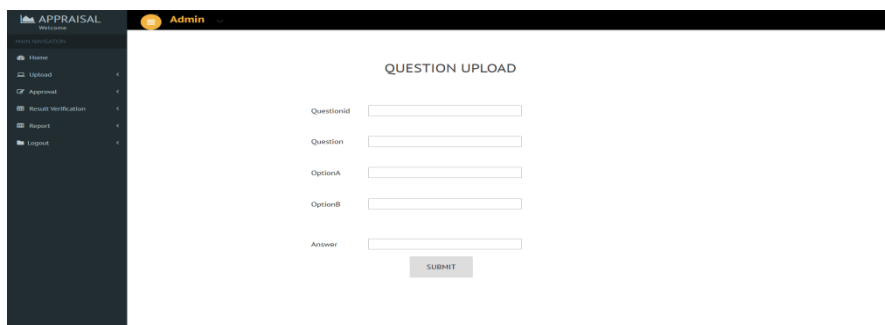 APPRAISAL
Welcome
Admin
MAIN NAVIGATION
Home
Upload
Approval
Result Verification
Report
Logout
QUESTION UPLOAD
Questionid
Question
OptionA
OptionB
Answer
SUBMIT